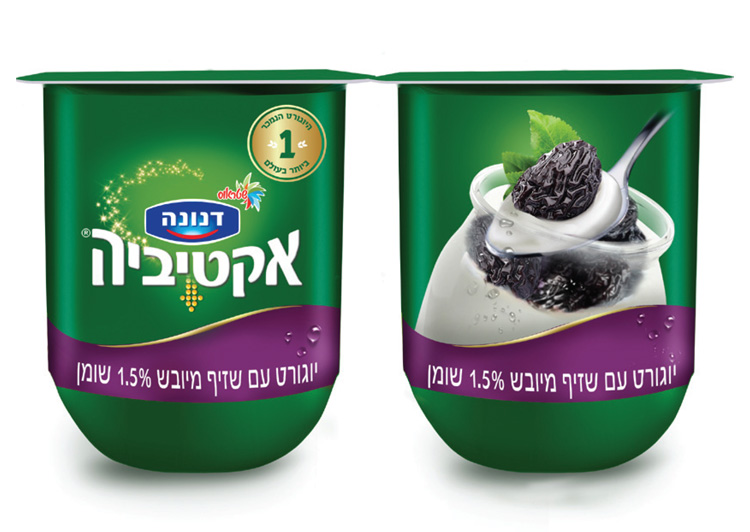 היוגורט הנמכר
1
ביותר בעולם
שטראוס
דנונה
אקטיביה®
יוגורט עם שזיף מיובש 1.5% שומן
יוגורט עם שזיף מיובש 1.5% שומן